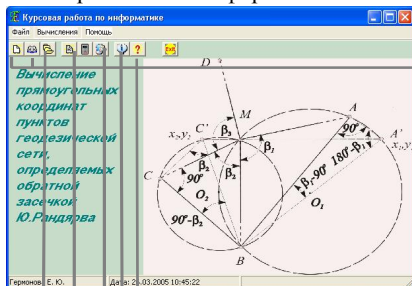 Курсовая работа по информатике
Файл Вычисления Помощь
Exit
Вычисление
прямоугольных
координат
пунктов
геодезической
сети,
определяемых
обратной
засечкой
Ю.Рандярва
D
M
A
90°
A'
C'
β₃
β₁
β₂
β₂
C
90°
O₂
90°-β₂
β₁-90
180°-β₁
O₁
B
Гермонов Е. Ю.
Дата: 26.03.2005 10:45:22